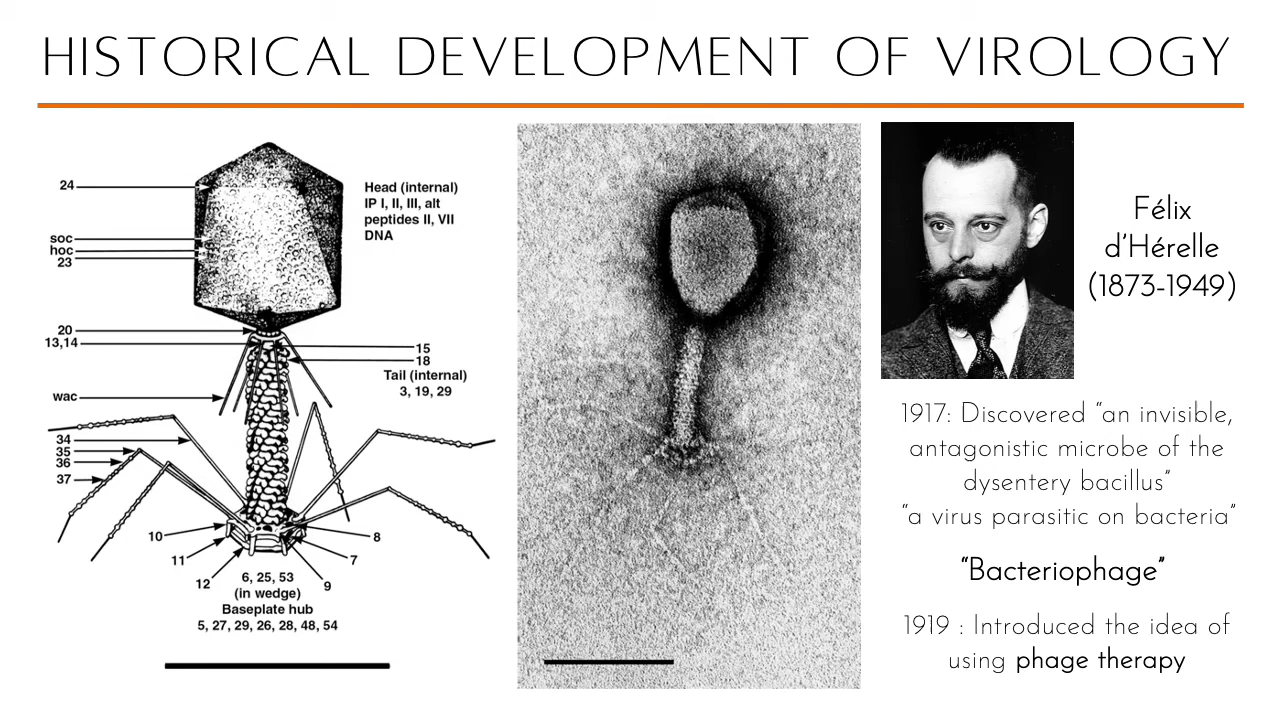 HISTORICAL DEVELOPMENT OF VIROLOGY
24
soc
hoc
23
20
13,14
wac
34
35
36
37
10
11
12
Head (internal)
IP I, II, III, alt
peptides II, VII
DNA
15
18
Tail (internal)
3, 19, 29
8
7
9
6, 25, 53
(in wedge)
Baseplate hub
5, 27, 29, 26, 28, 48, 54
Félix
d'Hérelle
(1873-1949)
1917: Discovered “an invisible,
antagonistic microbe of the
dysentery bacillus”
“a virus parasitic on bacteria”
“Bacteriophage”
1919 : Introduced the idea of
using phage therapy